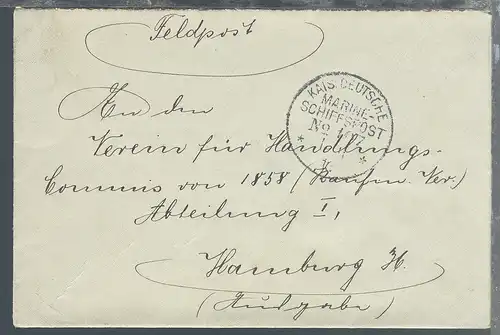 Feldpost
KAIS. DEUTSCHE
MARINE-
SCHIFFSPOST
No
An den
Verein für Handlungs-
Commis von 1858 (Kaufm. Ver.)
Abteilung I,
Hamburg H.
(Ausgabe)